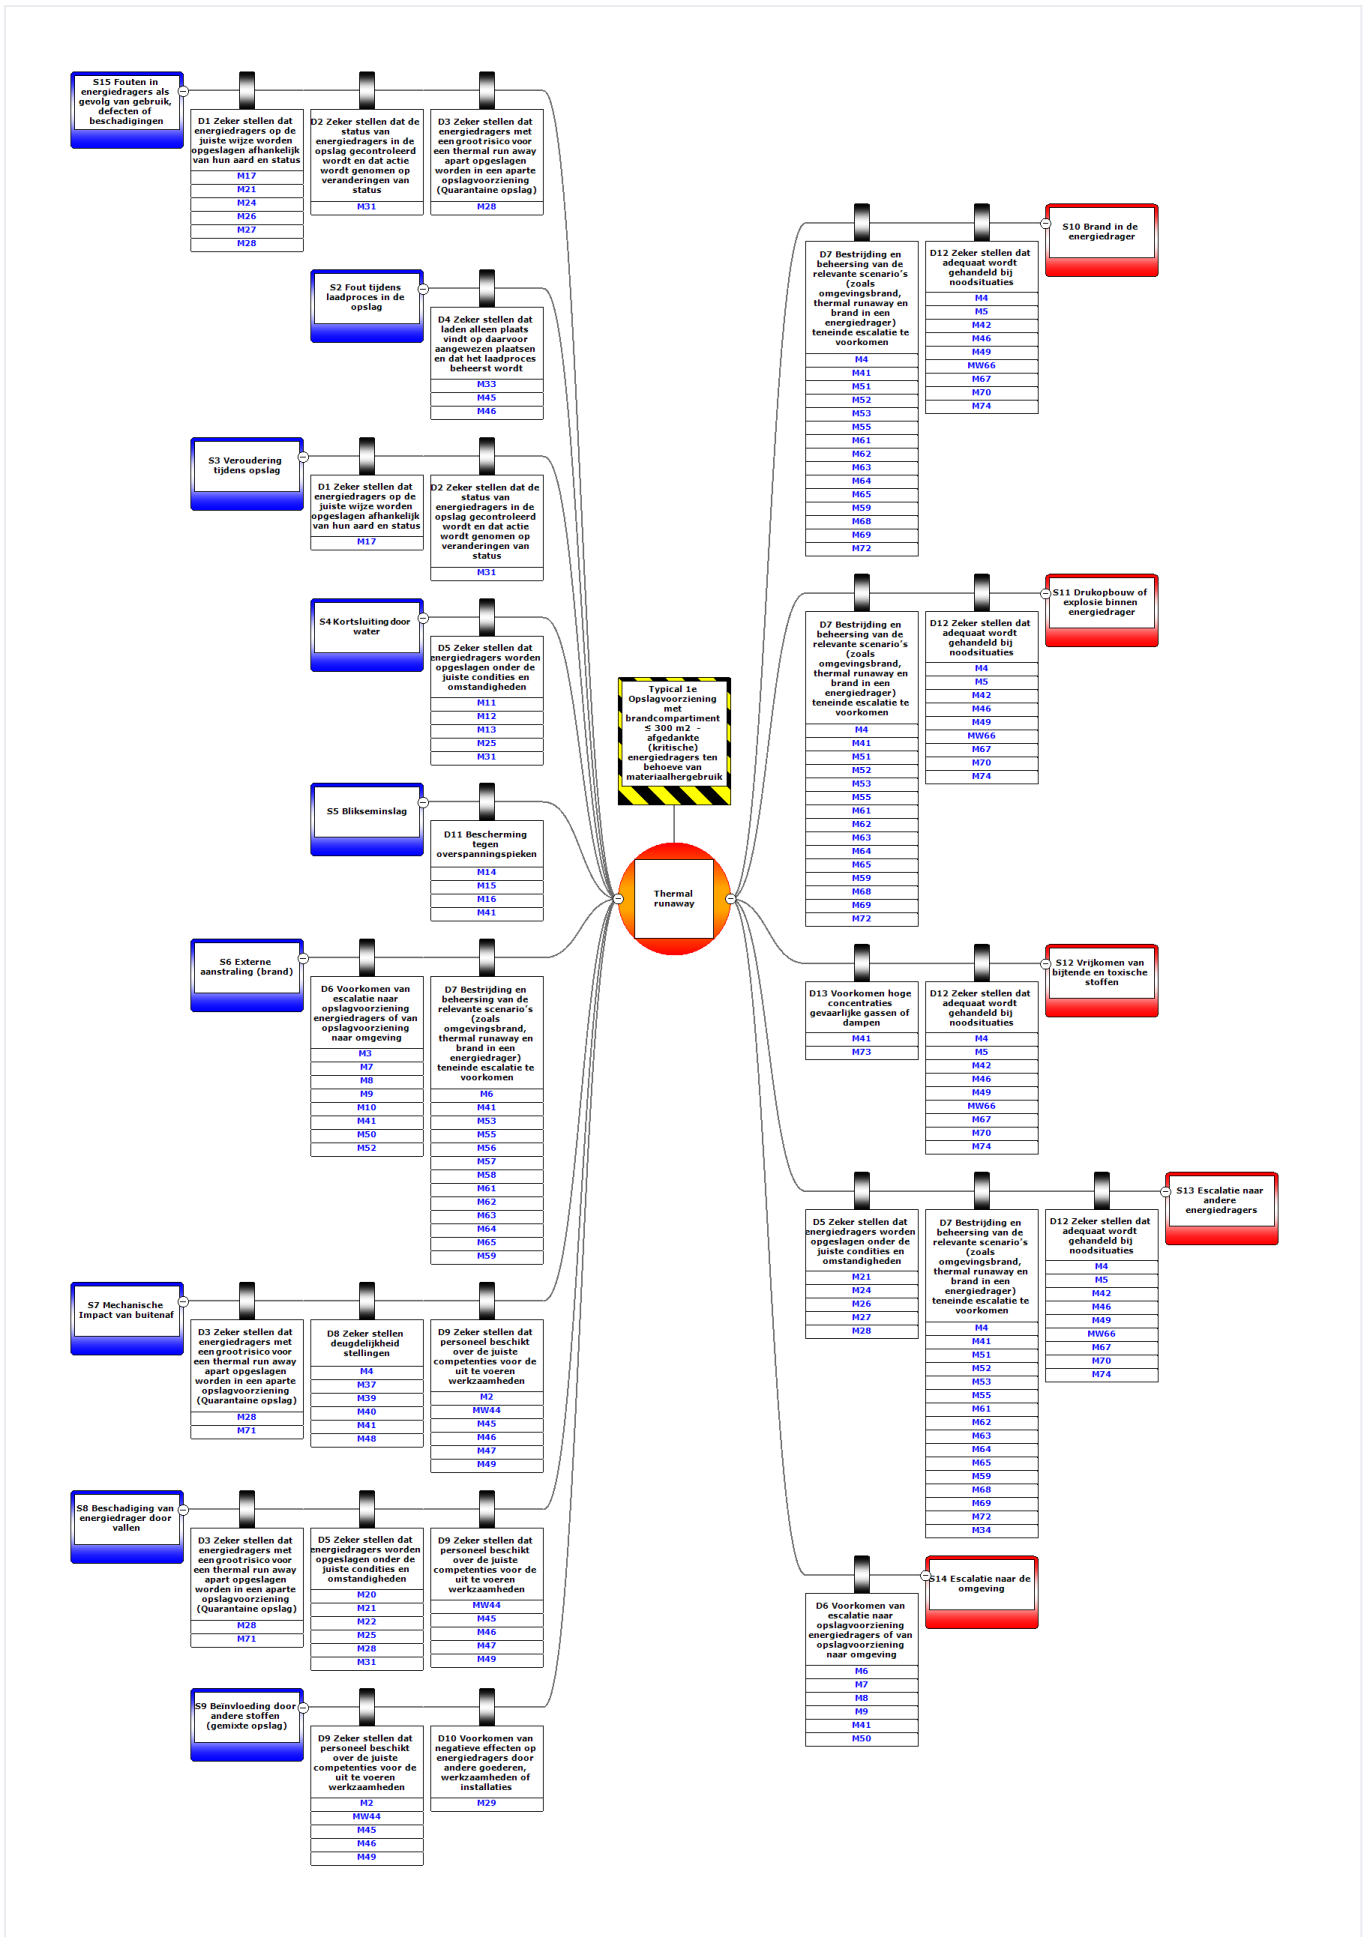 S15 Fouten in
energiedragers als
gevolg van gebruik,
defecten of
beschadigingen
D1 Zeker stellen dat
energiedragers op de
juiste wijze worden
opgeslagen afhankelijk
van hun aard en status
M17
M21
M24
M26
M27
M28
D2 Zeker stellen dat de
status van
energiedragers in de
opslag gecontroleerd
wordt en dat actie
wordt genomen op
veranderingen van
status
M31
D3 Zeker stellen dat
energiedragers met
een groot risico voor
een thermal run away
apart opgeslagen
worden in een aparte
opslagvoorziening
(Quarantaine opslag)
M28
S2 Fout tijdens
laadproces in de
opslag
D4 Zeker stellen dat
laden alleen plaats
vindt op daarvoor
aangewezen plaatsen
en dat het laadproces
beheerst wordt
M33
M45
M46
S3 Veroudering
tijdens opslag
D1 Zeker stellen dat
energiedragers op de
juiste wijze worden
opgeslagen afhankelijk
van hun aard en status
M17
D2 Zeker stellen dat de
status van
energiedragers in de
opslag gecontroleerd
wordt en dat actie
wordt genomen op
veranderingen van
status
M31
S4 Kortsluiting door
water
D5 Zeker stellen dat
energiedragers worden
opgeslagen onder de
juiste condities en
omstandigheden
M11
M12
M13
M25
M31
S5 Blikseminslag
D11 Bescherming
tegen
overspanningspieken
M14
M15
M16
M41
S6 Externe
aanstraling (brand)
D6 Voorkomen van
escalatie naar
opslagvoorziening
energiedragers of van
opslagvoorziening
naar omgeving
M3
M7
M8
M9
M10
M41
M50
M52
D7 Bestrijding en
beheersing van de
relevante scenario's
(zoals
omgevingsbrand,
thermal runaway en
brand in een
energiedrager)
teneinde escalatie te
voorkomen
M6
M41
M53
M55
M56
M57
M58
M61
M62
M63
M64
M65
M59
S7 Mechanische
Impact van buitenaf
D3 Zeker stellen dat
energiedragers met
een groot risico voor
een thermal run away
apart opgeslagen
worden in een aparte
opslagvoorziening
(Quarantaine opslag)
M28
M71
D8 Zeker stellen
deugdelijkheid
stellingen
M4
M37
M39
M40
M41
M48
D9 Zeker stellen dat
personeel beschikt
over de juiste
competenties voor de
uit te voeren
werkzaamheden
M2
MW44
M45
M46
M47
M49
S8 Beschadiging van
energiedrager door
vallen
D3 Zeker stellen dat
energiedragers met
een groot risico voor
een thermal run away
apart opgeslagen
worden in een aparte
opslagvoorziening
(Quarantaine opslag)
M28
M71
D5 Zeker stellen dat
energiedragers worden
opgeslagen onder de
juiste condities en
omstandigheden
M20
M21
M22
M25
M28
M31
D9 Zeker stellen dat
personeel beschikt
over de juiste
competenties voor de
uit te voeren
werkzaamheden
MW44
M45
M46
M47
M49
S9 Beïnvloeding door
andere stoffen
(gemixte opslag)
D9 Zeker stellen dat
personeel beschikt
over de juiste
competenties voor de
uit te voeren
werkzaamheden
M2
MW44
M45
M46
M49
D10 Voorkomen van
negatieve effecten op
energiedragers door
andere goederen,
werkzaamheden of
installaties
M29
Typical 1e
Opslagvoorziening
met
brandcompartiment
≤ 300 m2 -
afgedankte
(kritische)
energiedragers ten
behoeve van
materiaalhergebruik
Thermal
runaway
D7 Bestrijding en
beheersing van de
relevante scenario's
(zoals
omgevingsbrand,
thermal runaway en
brand in een
energiedrager)
teneinde escalatie te
voorkomen
M4
M41
M51
M52
M53
M55
M61
M62
M63
M64
M65
M59
M68
M69
M72
D12 Zeker stellen dat
adequaat wordt
gehandeld bij
noodsituaties
M4
M5
M42
M46
M49
MW66
M67
M70
M74
S10 Brand in de
energiedrager
D7 Bestrijding en
beheersing van de
relevante scenario's
(zoals
omgevingsbrand,
thermal runaway en
brand in een
energiedrager)
teneinde escalatie te
voorkomen
M4
M41
M51
M52
M53
M55
M61
M62
M63
M64
M65
M59
M68
M69
M72
D12 Zeker stellen dat
adequaat wordt
gehandeld bij
noodsituaties
M4
M5
M42
M46
M49
MW66
M67
M70
M74
S11 Drukopbouw of
explosie binnen
energiedrager
D13 Voorkomen hoge
concentraties
gevaarlijke gassen of
dampen
M41
M73
D12 Zeker stellen dat
adequaat wordt
gehandeld bij
noodsituaties
M4
M5
M42
M46
M49
MW66
M67
M70
M74
S12 Vrijkomen van
bijtende en toxische
stoffen
D5 Zeker stellen dat
energiedragers worden
opgeslagen onder de
juiste condities en
omstandigheden
M21
M24
M26
M27
M28
D7 Bestrijding en
beheersing van de
relevante scenario's
(zoals
omgevingsbrand,
thermal runaway en
brand in een
energiedrager)
teneinde escalatie te
voorkomen
M4
M41
M51
M52
M53
M55
M61
M62
M63
M64
M65
M59
M68
M69
M72
M34
D12 Zeker stellen dat
adequaat wordt
gehandeld bij
noodsituaties
M4
M5
M42
M46
M49
MW66
M67
M70
M74
S13 Escalatie naar
andere
energiedragers
D6 Voorkomen van
escalatie naar
opslagvoorziening
energiedragers of van
opslagvoorziening
naar omgeving
M6
M7
M8
M9
M41
M50
S14 Escalatie naar de
omgeving